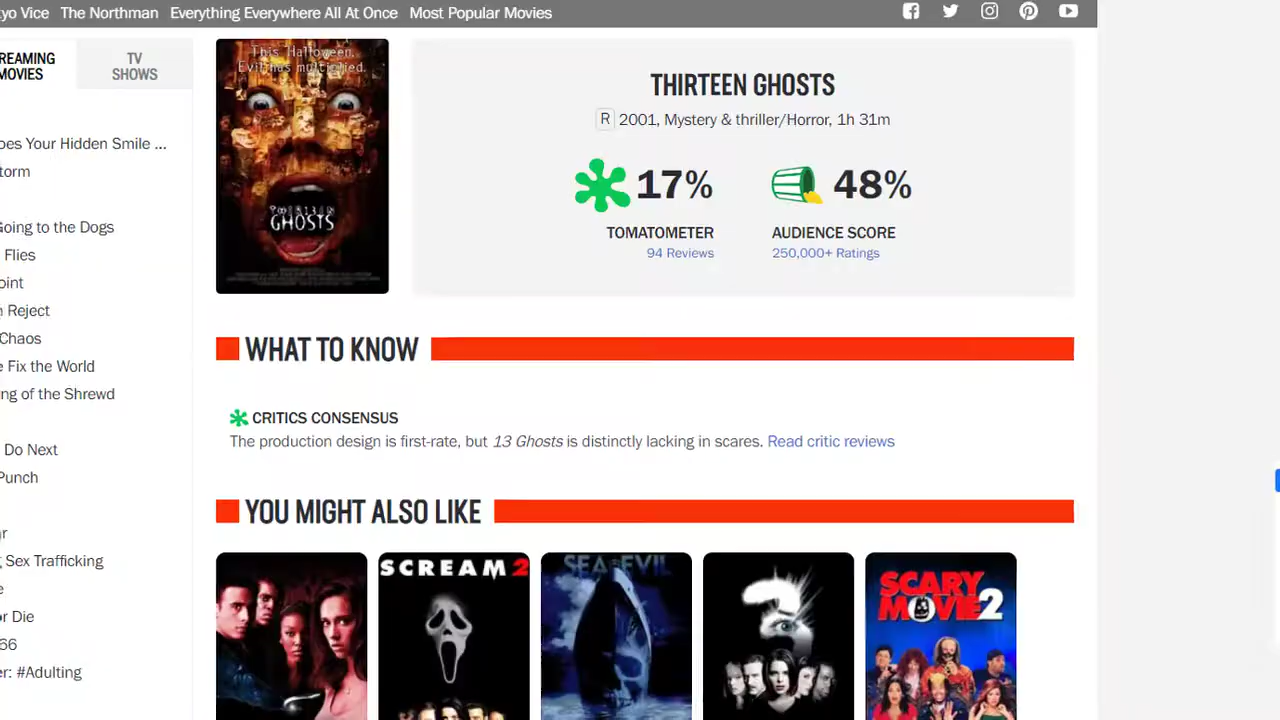 yo Vice The Northman Everything Everywhere All At Once Most Popular Movies
REAMING
MOVIES
TV
SHOWS
oes Your Hidden Smile ...
torm
Going to the Dogs
Flies
oint
Reject
Chaos
Fix the World
ng of the Shrewd
Do Next
Punch
Sex Trafficking
or Die
66
er: #Adulting
This Halloween,
Evil has multiplied.
THIRTEEN
GHOSTS
THIRTEEN GHOSTS
R 2001, Mystery & thriller/Horror, 1h 31m
17%
48%
TOMATOMETER
AUDIENCE SCORE
94 Reviews
250,000+ Ratings
WHAT TO KNOW
CRITICS CONSENSUS
The production design is first-rate, but 13 Ghosts is distinctly lacking in scares. Read critic reviews
YOU MIGHT ALSO LIKE
SCREAM 2
SEA EVIL
3
SCARY
MOVIE 2